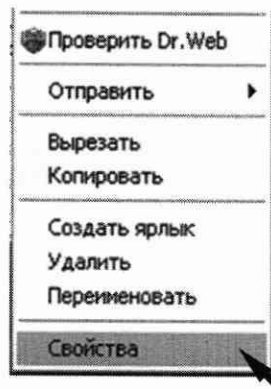 Проверить Dr.Web
Отправить
Вырезать
Копировать
Создать ярлык
Удалить
Переименовать
Свойства